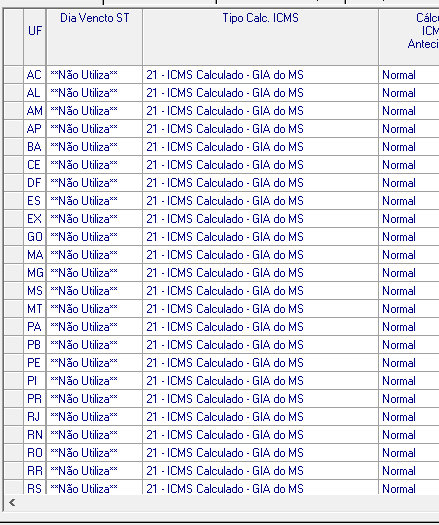 UF Dia Vencto ST Tipo Calc. ICMS Cálcu
ICM
Anteci
AC **Não Utiliza** 21 - ICMS Calculado - GIA do MS Normal
AL **Não Utiliza** 21 - ICMS Calculado - GIA do MS Normal
AM **Não Utiliza** 21 - ICMS Calculado - GIA do MS Normal
AP **Não Utiliza** 21 - ICMS Calculado - GIA do MS Normal
BA **Não Utiliza** 21 - ICMS Calculado - GIA do MS Normal
CE **Não Utiliza** 21 - ICMS Calculado - GIA do MS Normal
DF **Não Utiliza** 21 - ICMS Calculado - GIA do MS Normal
ES **Não Utiliza** 21 - ICMS Calculado - GIA do MS Normal
EX **Não Utiliza** 21 - ICMS Calculado - GIA do MS Normal
GO **Não Utiliza** 21 - ICMS Calculado - GIA do MS Normal
MA **Não Utiliza** 21 - ICMS Calculado - GIA do MS Normal
MG **Não Utiliza** 21 - ICMS Calculado - GIA do MS Normal
MS **Não Utiliza** 21 - ICMS Calculado - GIA do MS Normal
MT **Não Utiliza** 21 - ICMS Calculado - GIA do MS Normal
PA **Não Utiliza** 21 - ICMS Calculado - GIA do MS Normal
PB **Não Utiliza** 21 - ICMS Calculado - GIA do MS Normal
PE **Não Utiliza** 21 - ICMS Calculado - GIA do MS Normal
PI **Não Utiliza** 21 - ICMS Calculado - GIA do MS Normal
PR **Não Utiliza** 21 - ICMS Calculado - GIA do MS Normal
RJ **Não Utiliza** 21 - ICMS Calculado - GIA do MS Normal
RN **Não Utiliza** 21 - ICMS Calculado - GIA do MS Normal
RO **Não Utiliza** 21 - ICMS Calculado - GIA do MS Normal
RR **Não Utiliza** 21 - ICMS Calculado - GIA do MS Normal
RS **Não Utiliza** 21 - ICMS Calculado - GIA do MS Normal